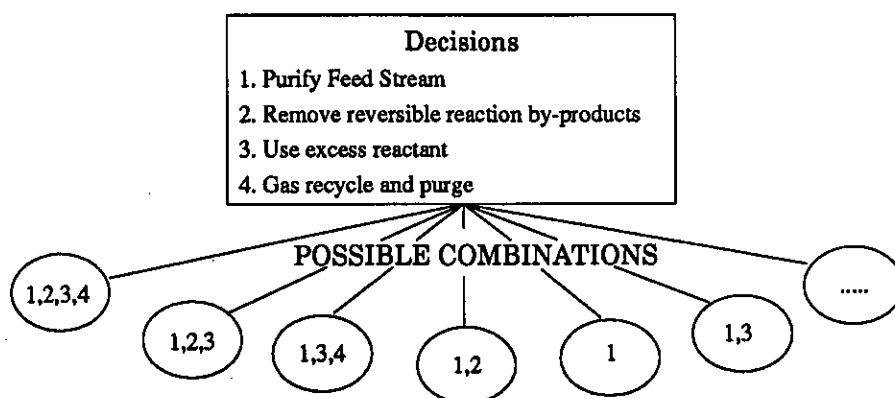 Decisions
1. Purify Feed Stream
2. Remove reversible reaction by-products
3. Use excess reactant
4. Gas recycle and purge
POSSIBLE COMBINATIONS
1,2,3,4
1,2,3
1,3,4
1,2
1
1,3
.....